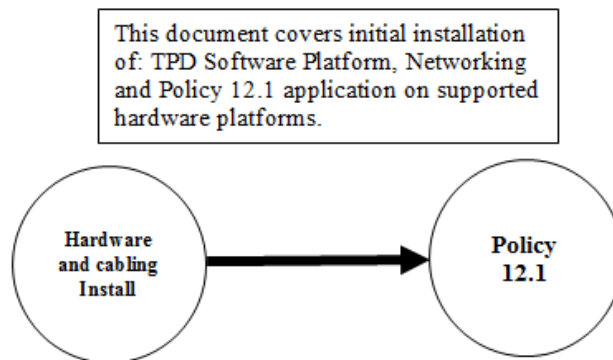 This document covers initial installation
of: TPD Software Platform, Networking
and Policy 12.1 application on supported
hardware platforms.
Hardware
and cabling
Install
Policy
12.1